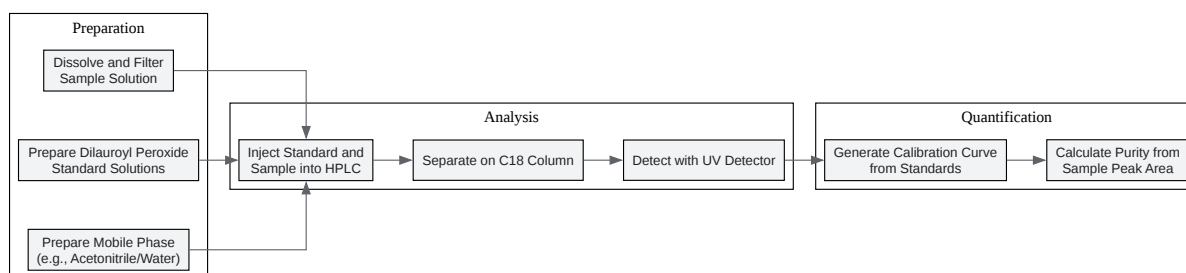 Preparation
Dissolve and Filter
Sample Solution
Prepare Dilauroyl Peroxide
Standard Solutions
Prepare Mobile Phase
(e.g., Acetonitrile/Water)
Analysis
Inject Standard and
Sample into HPLC
Separate on C18 Column
Detect with UV Detector
Quantification
Generate Calibration Curve
from Standards
Calculate Purity from
Sample Peak Area